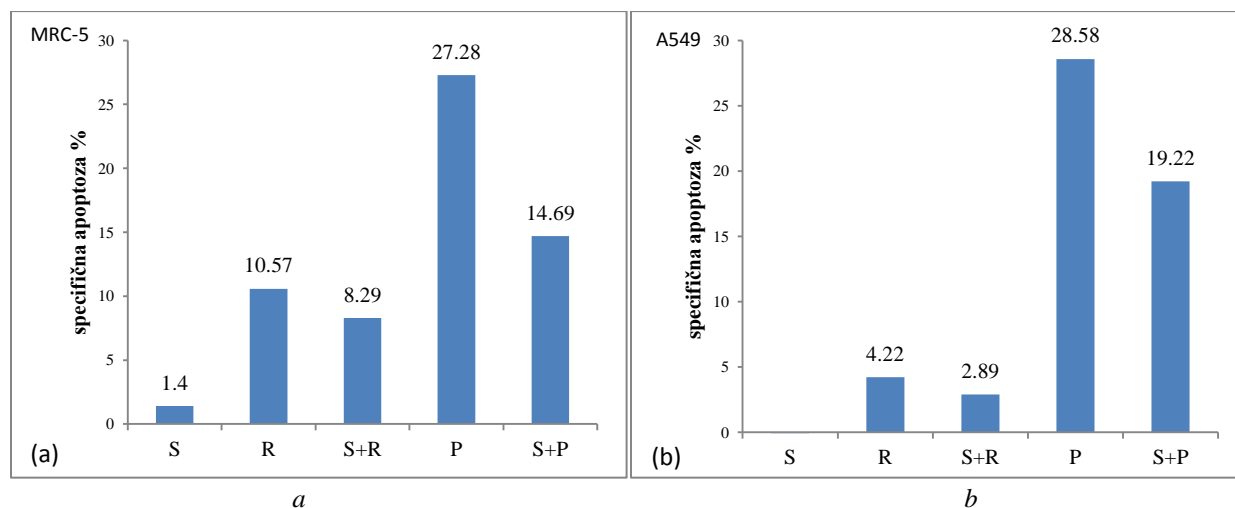 MRC-5
specifična apoptoza %
30
25
20
15
10
5
0
1.4
10.57
8.29
27.28
14.69
S R S+R P S+P
(a)
a
A549
specifična apoptoza %
30
25
20
15
10
5
0
4.22
2.89
28.58
19.22
S R S+R P S+P
(b)
b